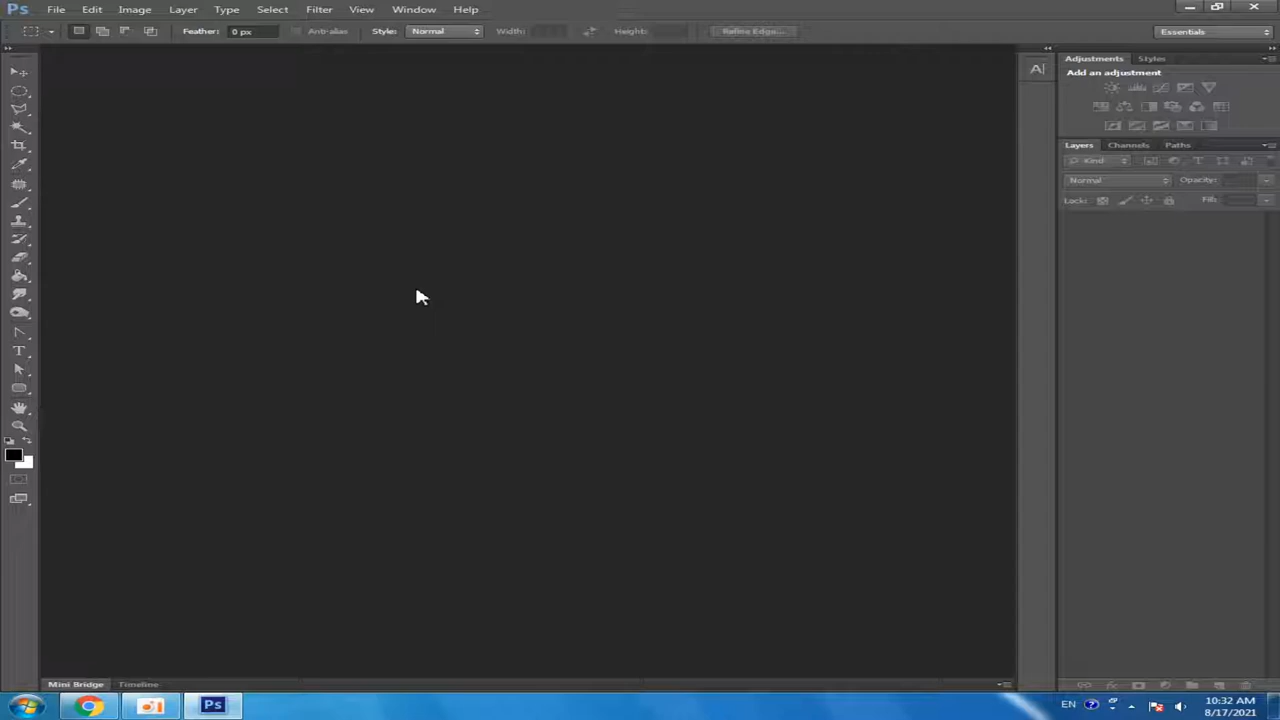 Ps File Edit Image Layer Type Select Filter View Window Help
Feather: 0 px Anti-alias Style: Normal Width: Height: Refine Edge... Essentials
Adjustments Styles
Add an adjustment
Layers Channels Paths
Kind
Normal Opacity:
Lock: Fill:
Mini Bridge Timeline
Ps EN 10:32 AM
8/17/2021